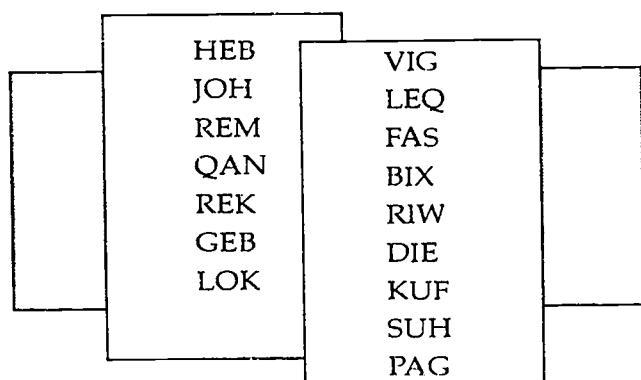 HEB
JOH
REM
QAN
REK
GEB
LOK
VIG
LEQ
FAS
BIX
RIW
DIE
KUF
SUH
PAG